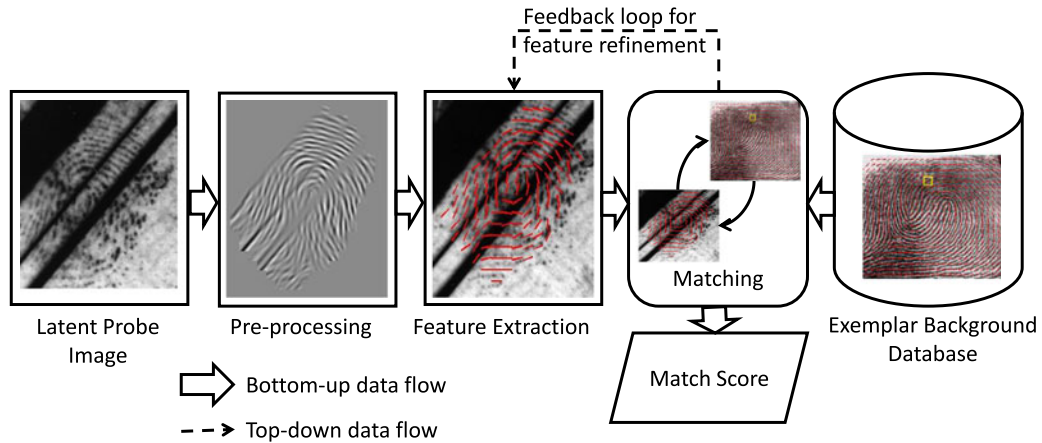 Feedback loop for
feature refinement
Matching
Latent Probe
Image
Pre-processing
Feature Extraction
Exemplar Background
Database
Match Score
Bottom-up data flow
Top-down data flow